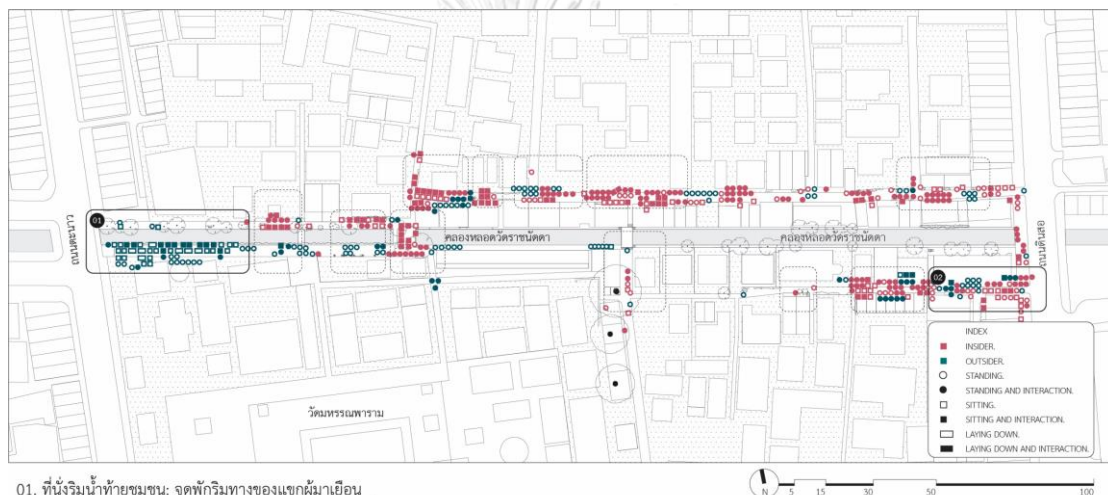 01
ถนนตะนาว
คลองหลอดวัดราชนัดดา
คลองหลอดวัดราชนัดดา
ถนนดินสอ
02
วัดมหรรณพาราม
INDEX
INSIDER.
OUTSIDER.
STANDING.
STANDING AND INTERACTION.
SITTING.
SITTING AND INTERACTION.
LAYING DOWN.
LAYING DOWN AND INTERACTION.
01. ที่นั่งริมน้ำท้ายชุมชน: จุดพักริมทางของแขกผู้มาเยือน
N 5 15 30 50 100